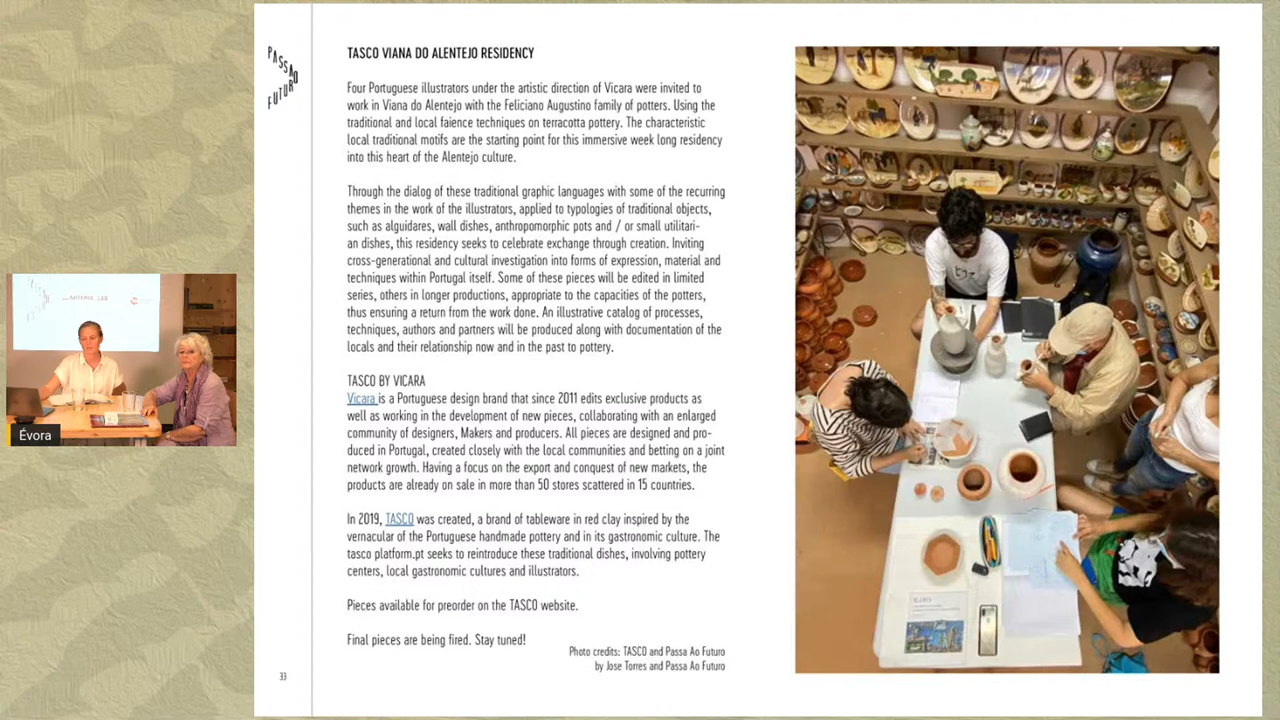 PASSA AO FUTURO
TASCO VIANA DO ALENTEJO RESIDENCY
Four Portuguese illustrators under the artistic direction of Vicara were invited to
work in Viana do Alentejo with the Feliciano Augustino family of potters. Using the
traditional and local faience techniques on terracotta pottery. The characteristic
local traditional motifs are the starting point for this immersive week long residency
into this heart of the Alentejo culture.
Through the dialog of these traditional graphic languages with some of the recurring
themes in the work of the illustrators, applied to typologies of traditional objects,
such as alguidares, wall dishes, anthropomorphic pots and / or small utilitari-
an dishes, this residency seeks to celebrate exchange through creation. Inviting
cross-generational and cultural investigation into forms of expression, material and
techniques within Portugal itself. Some of these pieces will be edited in limited
series, others in longer productions, appropriate to the capacities of the potters,
thus ensuring a return from the work done. An illustrative catalog of processes,
techniques, authors and partners will be produced along with documentation of the
locals and their relationship now and in the past to pottery.
TASCO BY VICARA
Vicara is a Portuguese design brand that since 2011 edits exclusive products as
well as working in the development of new pieces, collaborating with an enlarged
community of designers, Makers and producers. All pieces are designed and pro-
duced in Portugal, created closely with the local communities and betting on a joint
network growth. Having a focus on the export and conquest of new markets, the
products are already on sale in more than 50 stores scattered in 15 countries.
In 2019, TASCO was created, a brand of tableware in red clay inspired by the
vernacular of the Portuguese handmade pottery and in its gastronomic culture. The
tasco platform.pt seeks to reintroduce these traditional dishes, involving pottery
centers, local gastronomic cultures and illustrators.
Pieces available for preorder on the TASCO website.
Final pieces are being fired. Stay tuned!
Photo credits: TASCO and Passa Ao Futuro
by Jose Torres and Passa Ao Futuro
33
Évora